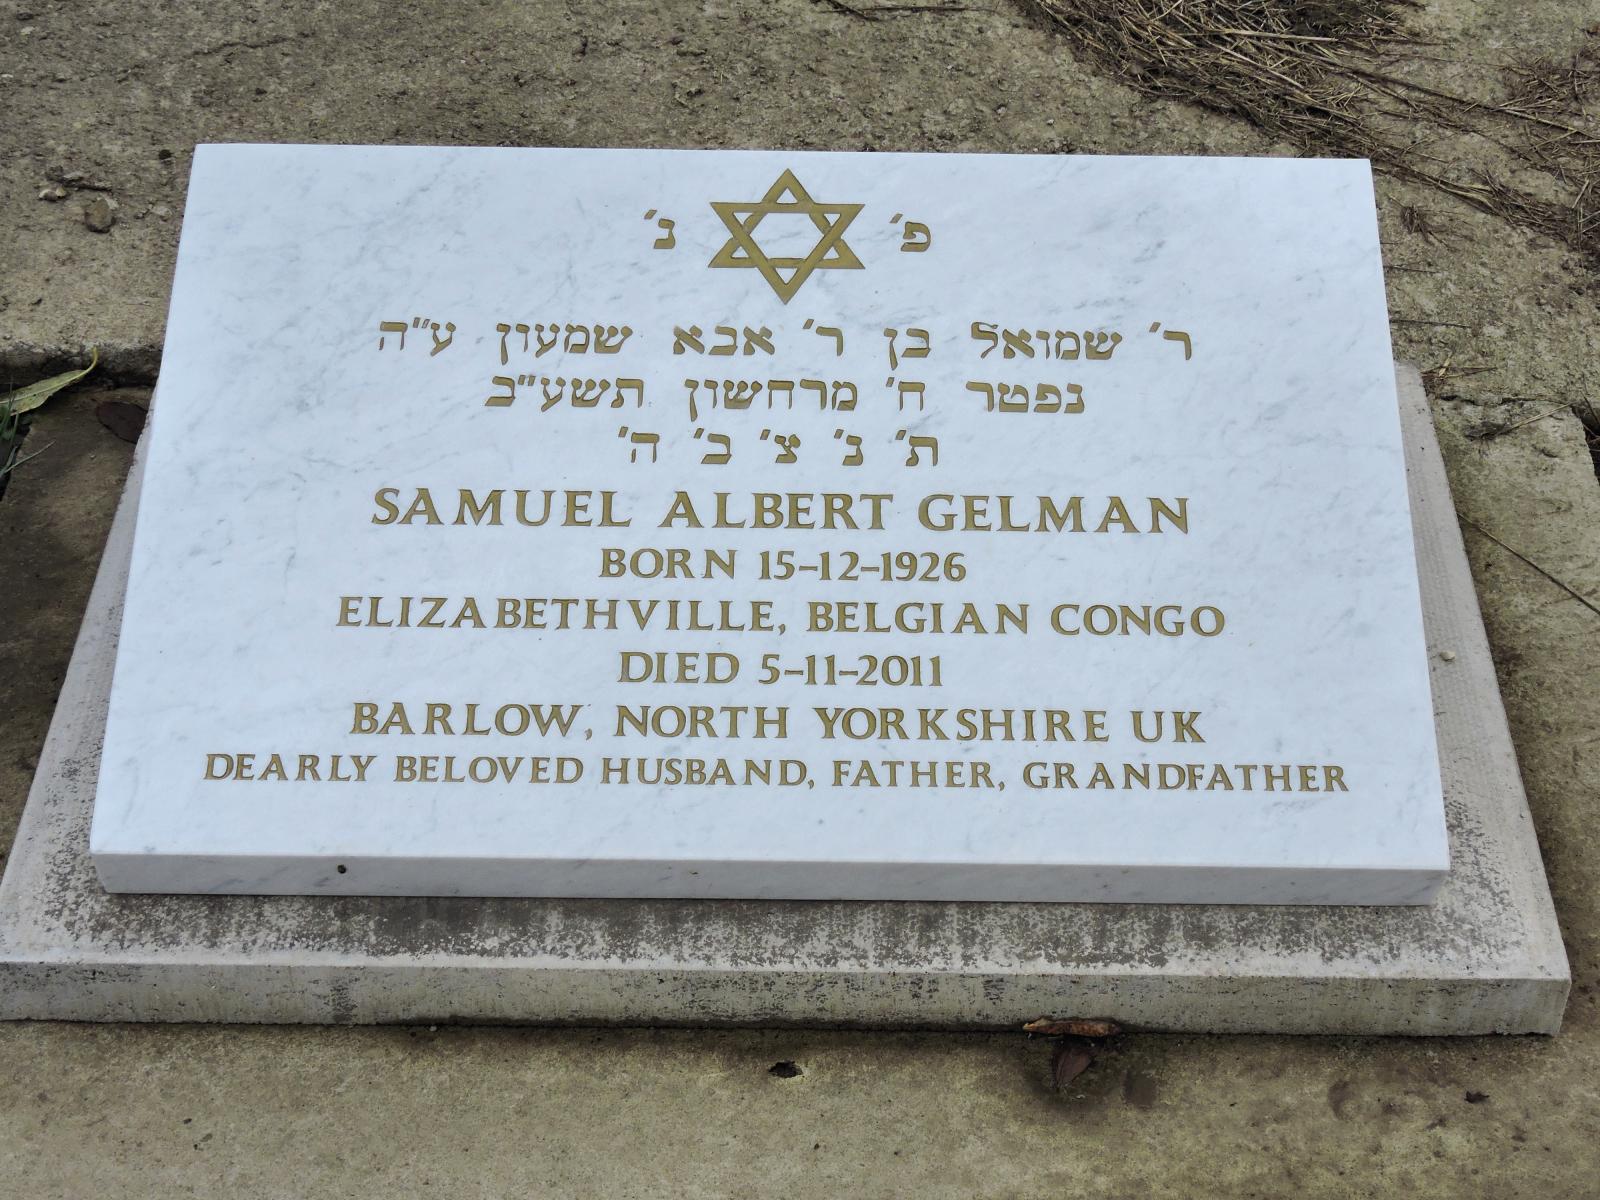 פ׳ נ׳
ר׳ שמואל בן ר׳ אבא שמעון ע״ה
נפטר ח׳ מרחשון תשע״ב
ת׳ נ׳ צ׳ ב׳ ה׳
SAMUEL ALBERT GELMAN
BORN 15-12-1926
ELIZABETHVILLE, BELGIAN CONGO
DIED 5-11-2011
BARLOW, NORTH YORKSHIRE UK
DEARLY BELOVED HUSBAND, FATHER, GRANDFATHER